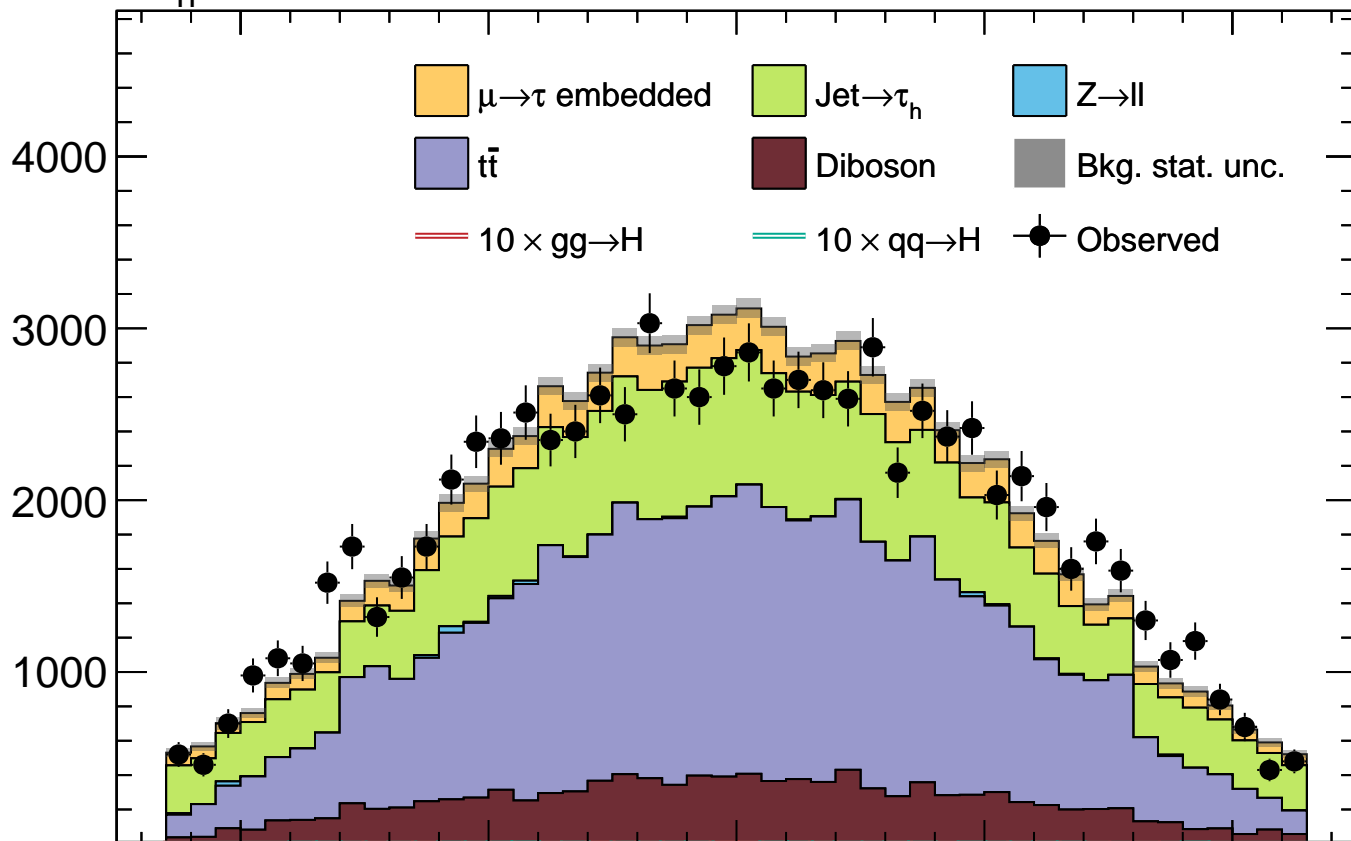 μ→τ embedded Jet→τh Z→ll
4000
tt̄ Diboson Bkg. stat. unc.
10 × gg→H 10 × qq→H Observed
3000
2000
1000